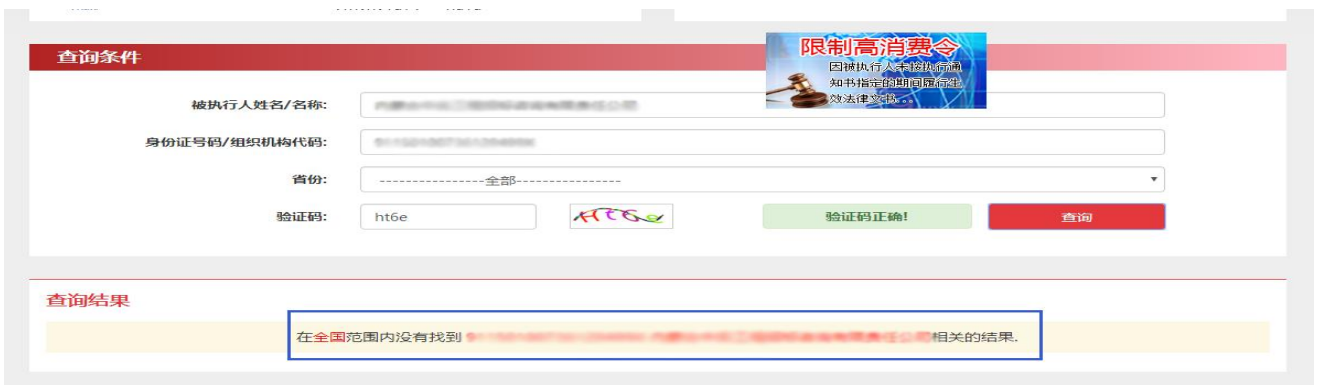 查询条件
限制高消费令
因被执行人未按执行通
知书指定的期间履行生
效法律文书...
被执行人姓名/名称:
身份证号码/组织机构代码:
省份: ----------------全部----------------
验证码: ht6e Ht6e 验证码正确! 查询
查询结果
在全国范围内没有找到 相关的结果.